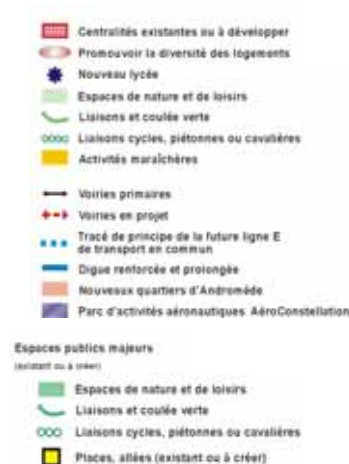 Centralités existantes ou à développer
Promouvoir la diversité des logements
Nouveau lycée
Espaces de nature et de loisirs
Liaisons et coulée verte
Liaisons cycles, piétonnes ou cavalières
Activités maraîchères
Voiries primaires
Voiries en projet
Tracé de principe de la future ligne E
de transport en commun
Digue renforcée et prolongée
Nouveaux quartiers d'Andromède
Parc d'activités aéronautiques AéroConstellation
Espaces publics majeurs
(existant ou à créer)
Espaces de nature et de loisirs
Liaisons et coulée verte
Liaisons cycles, piétonnes ou cavalières
Places, allées (existant ou à créer)